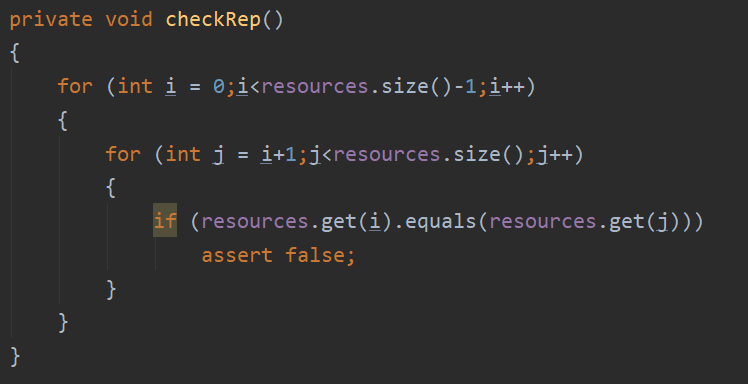 private void checkRep()
{
for (int i = 0;i<resources.size()-1;i++)
{
for (int j = i+1;j<resources.size();j++)
{
if (resources.get(i).equals(resources.get(j)))
assert false;
}
}
}